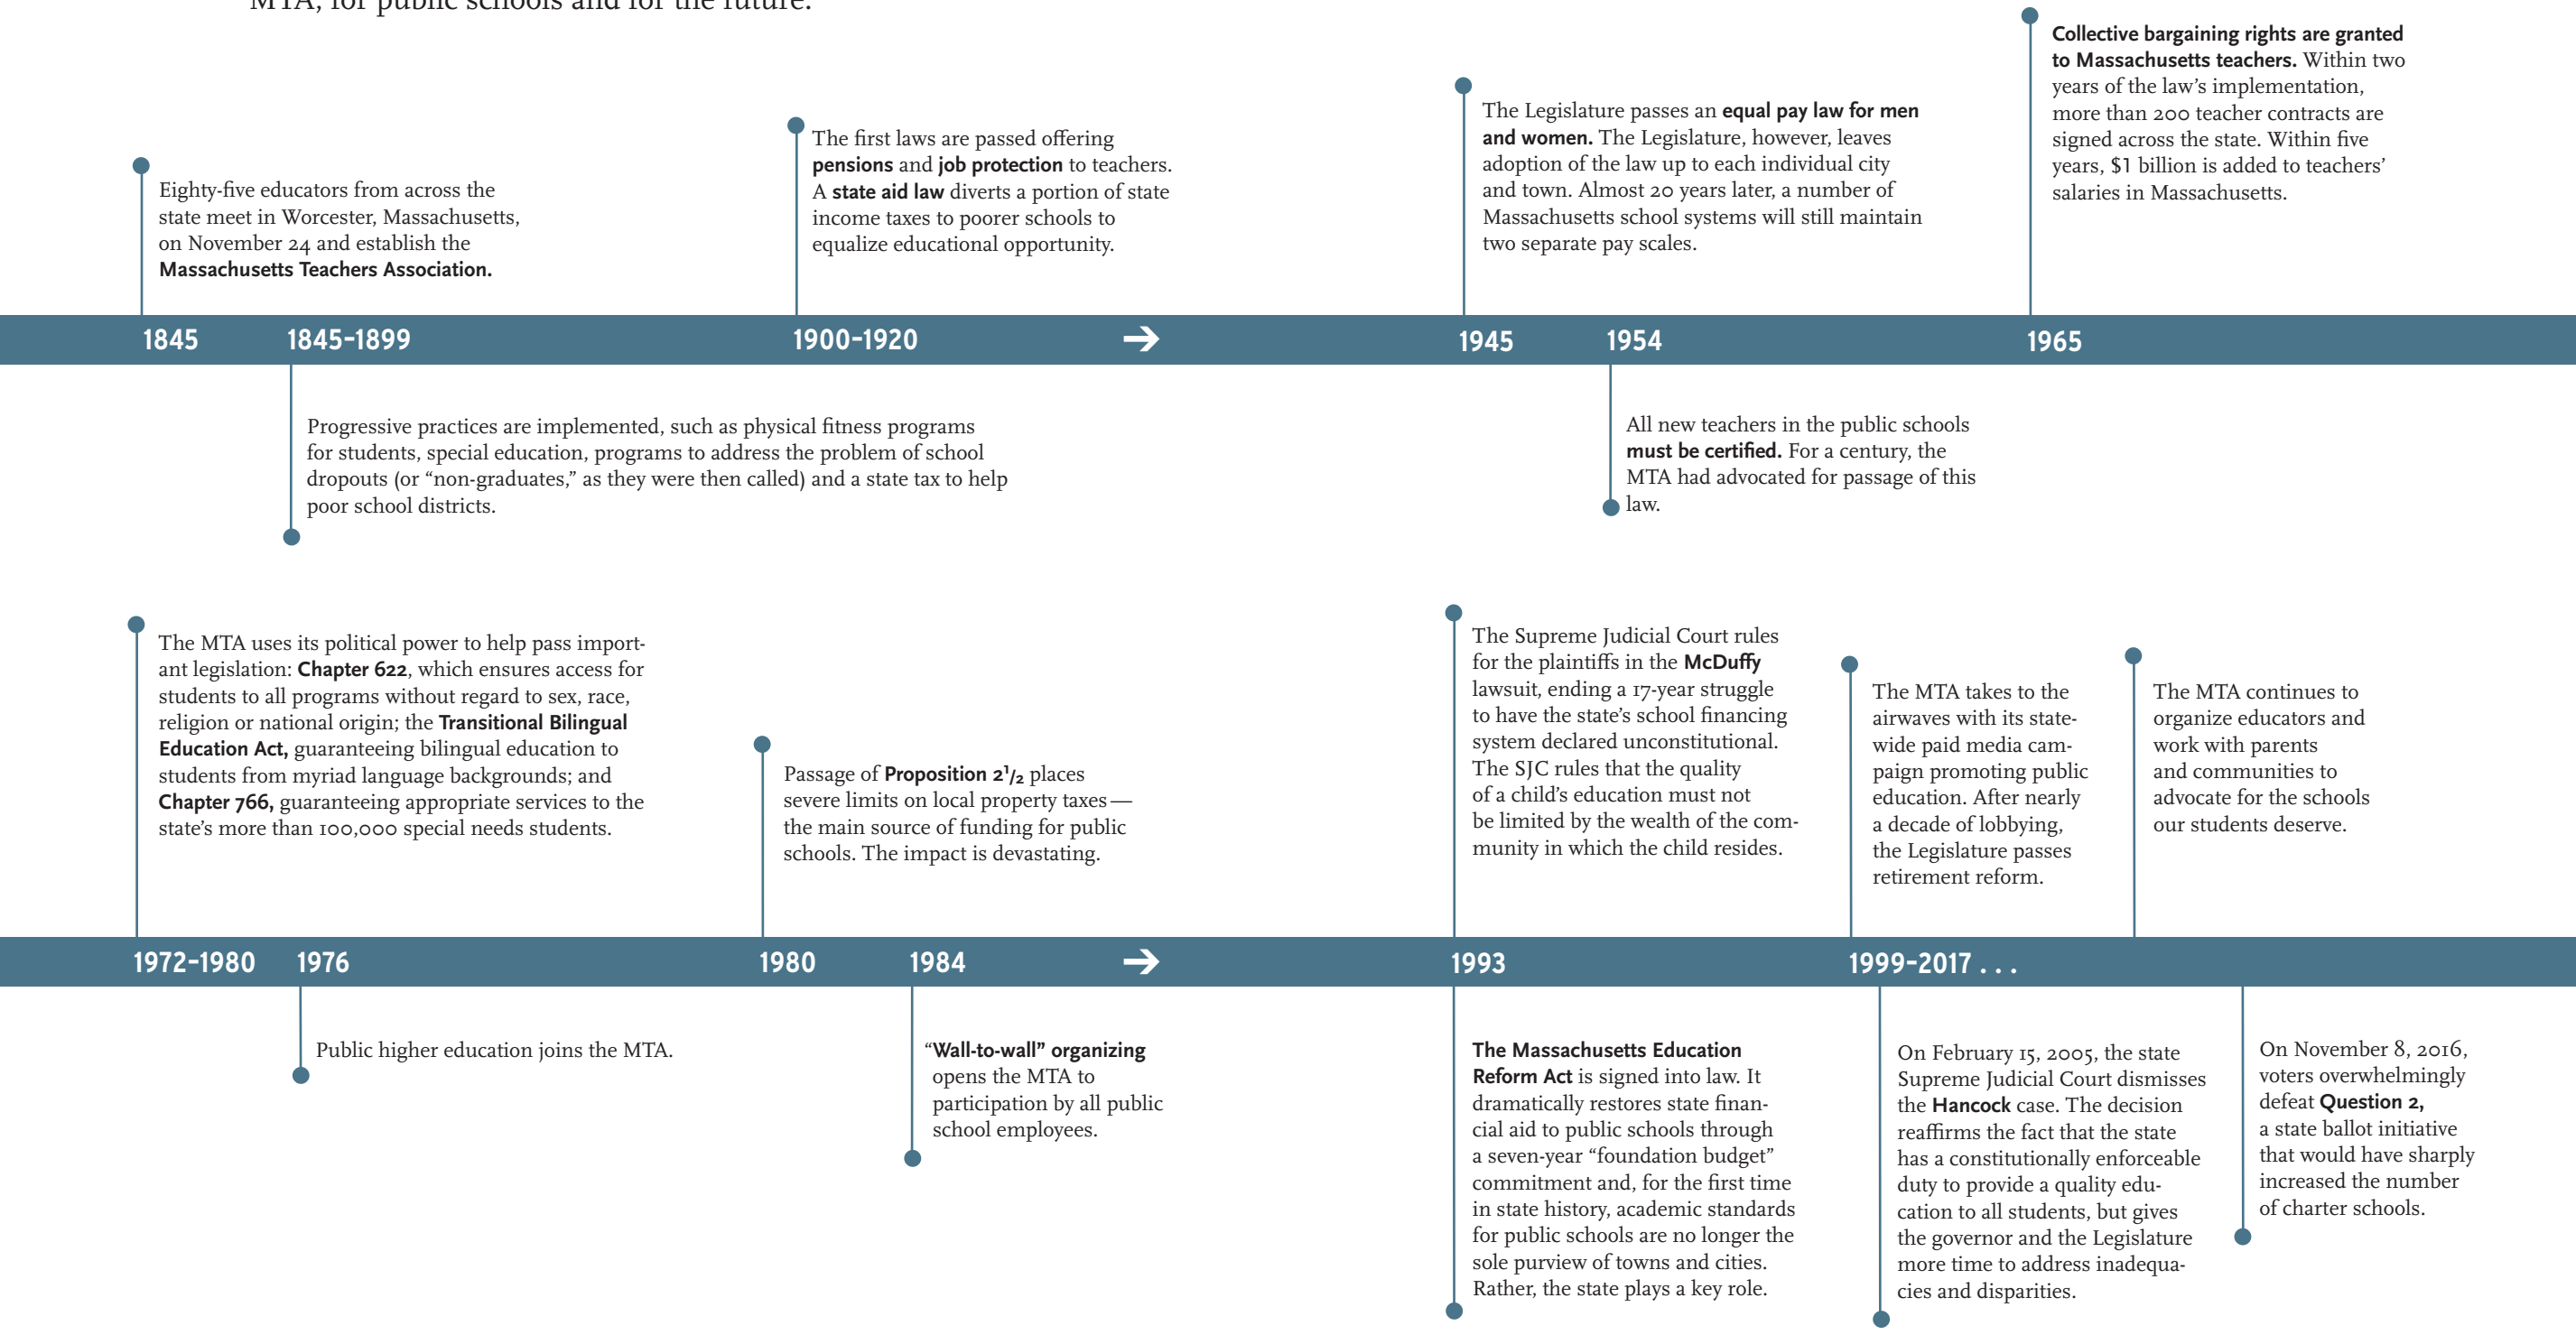 MTA, for public schools and for the future.
Eighty-five educators from across the
state meet in Worcester, Massachusetts,
on November 24 and establish the
Massachusetts Teachers Association.
The first laws are passed offering
pensions and job protection to teachers.
A state aid law diverts a portion of state
income taxes to poorer schools to
equalize educational opportunity.
The Legislature passes an equal pay law for men
and women. The Legislature, however, leaves
adoption of the law up to each individual city
and town. Almost 20 years later, a number of
Massachusetts school systems will still maintain
two separate pay scales.
Collective bargaining rights are granted
to Massachusetts teachers. Within two
years of the law’s implementation,
more than 200 teacher contracts are
signed across the state. Within five
years, $1 billion is added to teachers’
salaries in Massachusetts.
1845 1845–1899 1900–1920 → 1945 1954 1965
Progressive practices are implemented, such as physical fitness programs
for students, special education, programs to address the problem of school
dropouts (or “non-graduates,” as they were then called) and a state tax to help
poor school districts.
All new teachers in the public schools
must be certified. For a century, the
MTA had advocated for passage of this
law.
The MTA uses its political power to help pass import-
ant legislation: Chapter 622, which ensures access for
students to all programs without regard to sex, race,
religion or national origin; the Transitional Bilingual
Education Act, guaranteeing bilingual education to
students from myriad language backgrounds; and
Chapter 766, guaranteeing appropriate services to the
state’s more than 100,000 special needs students.
Passage of Proposition 2½ places
severe limits on local property taxes —
the main source of funding for public
schools. The impact is devastating.
The Supreme Judicial Court rules
for the plaintiffs in the McDuffy
lawsuit, ending a 17-year struggle
to have the state’s school financing
system declared unconstitutional.
The SJC rules that the quality
of a child’s education must not
be limited by the wealth of the com-
munity in which the child resides.
The MTA takes to the
airwaves with its state-
wide paid media cam-
paign promoting public
education. After nearly
a decade of lobbying,
the Legislature passes
retirement reform.
The MTA continues to
organize educators and
work with parents
and communities to
advocate for the schools
our students deserve.
1972–1980 1976 1980 1984 → 1993 1999–2017 . . .
Public higher education joins the MTA.
“Wall-to-wall” organizing
opens the MTA to
participation by all public
school employees.
The Massachusetts Education
Reform Act is signed into law. It
dramatically restores state finan-
cial aid to public schools through
a seven-year “foundation budget”
commitment and, for the first time
in state history, academic standards
for public schools are no longer the
sole purview of towns and cities.
Rather, the state plays a key role.
On February 15, 2005, the state
Supreme Judicial Court dismisses
the Hancock case. The decision
reaffirms the fact that the state
has a constitutionally enforceable
duty to provide a quality edu-
cation to all students, but gives
the governor and the Legislature
more time to address inadequa-
cies and disparities.
On November 8, 2016,
voters overwhelmingly
defeat Question 2,
a state ballot initiative
that would have sharply
increased the number
of charter schools.